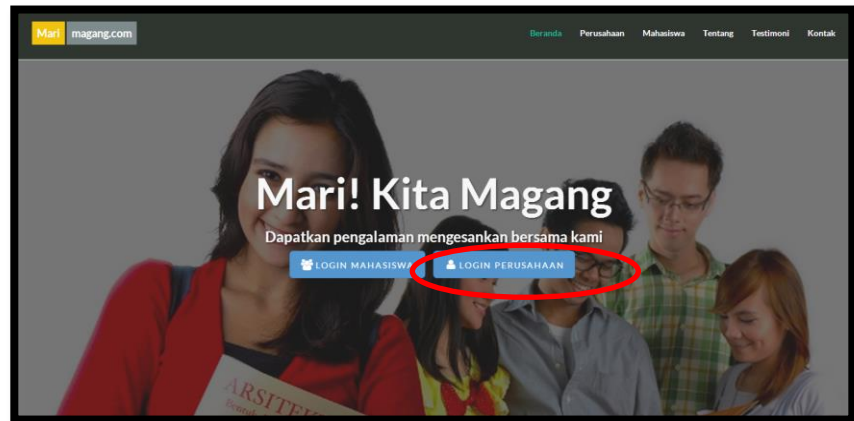 Mari magang.com
Beranda Perusahaan Mahasiswa Tentang Testimoni Kontak
Mari! Kita Magang
Dapatkan pengalaman mengesankan bersama kami
LOGIN MAHASISWA LOGIN PERUSAHAAN
ARSITEK